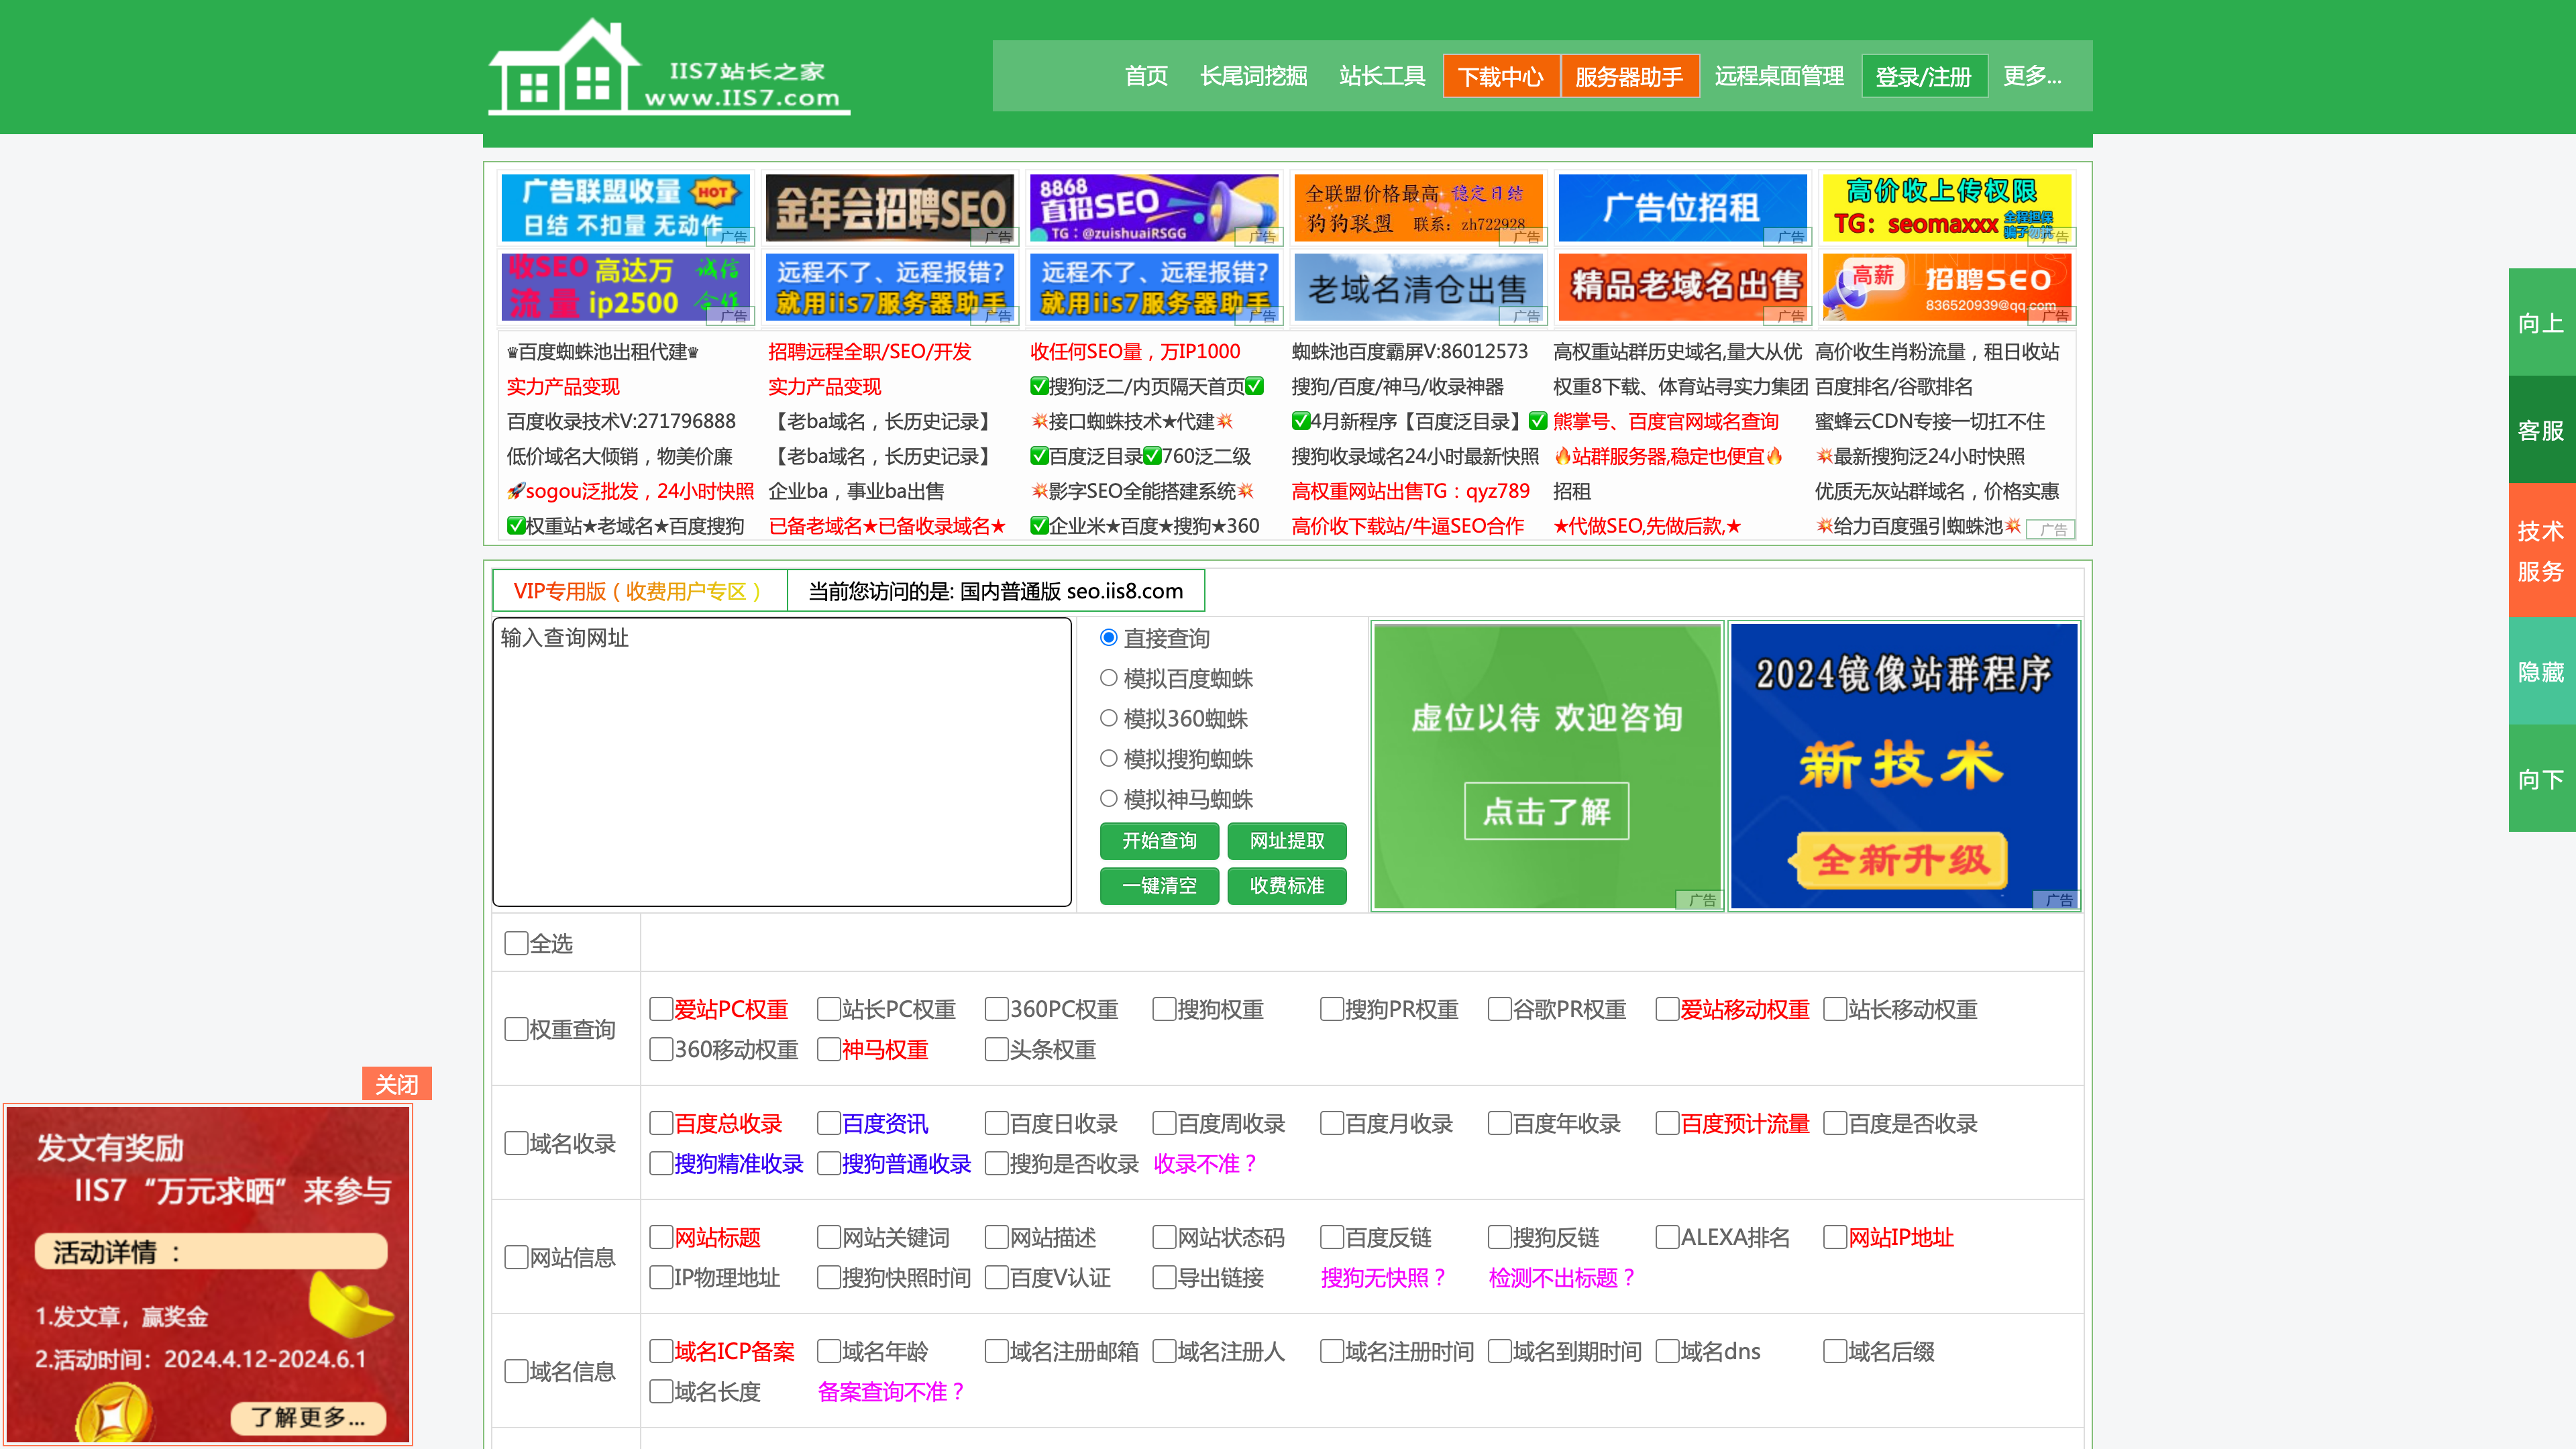 IIS7站长之家
www.IIS7.com
首页 长尾词挖掘 站长工具 下载中心 服务器助手 远程桌面管理 登录/注册 更多...
广告联盟收量 HOT
日结 不扣量 无动作
广告
金年会招聘SEO
广告
8868
直招SEO
TG：@zuishuaiRSGG
广告
全联盟价格最高 稳定日结
狗狗联盟 联系：zh722928
广告
广告位招租
广告
高价收上传权限
TG：seomaxxx 全程担保
广告
收SEO 高达万 诚信
流量 ip2500 合作
广告
远程不了、远程报错?
就用iis7服务器助手
广告
远程不了、远程报错?
就用iis7服务器助手
广告
老域名清仓出售
广告
精品老域名出售
广告
高薪 招聘SEO
836520939@qq.com
广告
♛百度蜘蛛池出租代建♛ 招聘远程全职/SEO/开发 收任何SEO量，万IP1000 蜘蛛池百度霸屏V:86012573 高权重站群历史域名,量大从优 高价收生肖粉流量，租日收站
实力产品变现 实力产品变现 ✅搜狗泛二/内页隔天首页✅ 搜狗/百度/神马/收录神器 权重8下载、体育站寻实力集团 百度排名/谷歌排名
百度收录技术V:271796888 【老ba域名，长历史记录】 💥接口蜘蛛技术★代建💥 ✅4月新程序【百度泛目录】✅ 熊掌号、百度官网域名查询 蜜蜂云CDN专接一切扛不住
低价域名大倾销，物美价廉 【老ba域名，长历史记录】 ✅百度泛目录✅760泛二级 搜狗收录域名24小时最新快照 🔥站群服务器,稳定也便宜🔥 💥最新搜狗泛24小时快照
🚀sogou泛批发，24小时快照 企业ba，事业ba出售 💥影字SEO全能搭建系统💥 高权重网站出售TG：qyz789 招租 优质无灰站群域名，价格实惠
✅权重站★老域名★百度搜狗 已备老域名★已备收录域名★ ✅企业米★百度★搜狗★360 高价收下载站/牛逼SEO合作 ★代做SEO,先做后款,★ 💥给力百度强引蜘蛛池💥 广告
VIP专用版（收费用户专区） 当前您访问的是: 国内普通版 seo.iis8.com
输入查询网址
直接查询
模拟百度蜘蛛
模拟360蜘蛛
模拟搜狗蜘蛛
模拟神马蜘蛛
开始查询 网址提取
一键清空 收费标准
虚位以待 欢迎咨询
点击了解
广告
2024镜像站群程序
新技术
全新升级
广告
全选
权重查询
爱站PC权重 站长PC权重 360PC权重 搜狗权重 搜狗PR权重 谷歌PR权重 爱站移动权重 站长移动权重
360移动权重 神马权重 头条权重
域名收录
百度总收录 百度资讯 百度日收录 百度周收录 百度月收录 百度年收录 百度预计流量 百度是否收录
搜狗精准收录 搜狗普通收录 搜狗是否收录 收录不准？
网站信息
网站标题 网站关键词 网站描述 网站状态码 百度反链 搜狗反链 ALEXA排名 网站IP地址
IP物理地址 搜狗快照时间 百度V认证 导出链接 搜狗无快照？ 检测不出标题？
域名信息
域名ICP备案 域名年龄 域名注册邮箱 域名注册人 域名注册时间 域名到期时间 域名dns 域名后缀
域名长度 备案查询不准？
向上
客服
技术
服务
隐藏
向下
关闭
发文有奖励
IIS7“万元求晒”来参与
活动详情 ：
1.发文章，赢奖金
2.活动时间：2024.4.12-2024.6.1
了解更多...